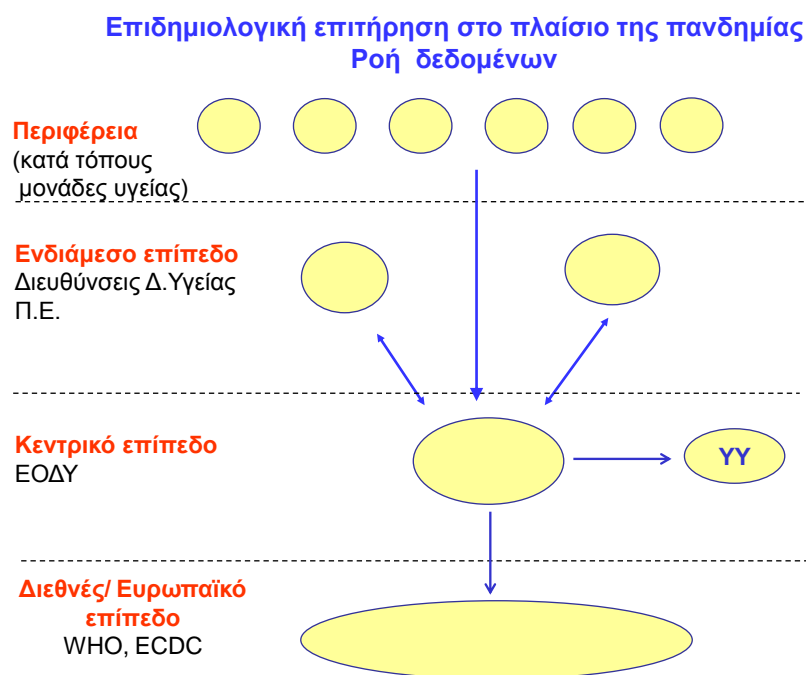 Επιδημιολογική επιτήρηση στο πλαίσιο της πανδημίας
Ροή δεδομένων
Περιφέρεια
(κατά τόπους
μονάδες υγείας)
Ενδιάμεσο επίπεδο
Διευθύνσεις Δ.Υγείας
Π.Ε.
Κεντρικό επίπεδο
ΕΟΔΥ
ΥΥ
Διεθνές/ Ευρωπαϊκό
επίπεδο
WHO, ECDC